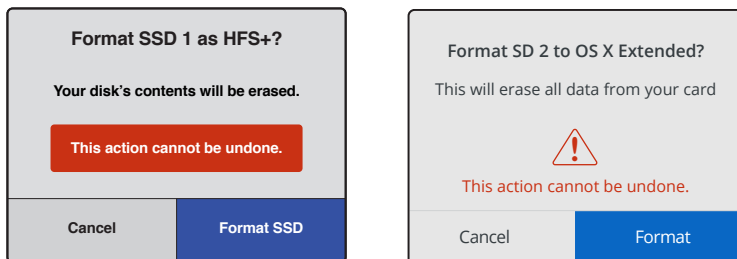 Format SSD 1 as HFS+?
Your disk's contents will be erased.
This action cannot be undone.
Cancel
Format SSD
Format SD 2 to OS X Extended?
This will erase all data from your card
This action cannot be undone.
Cancel
Format